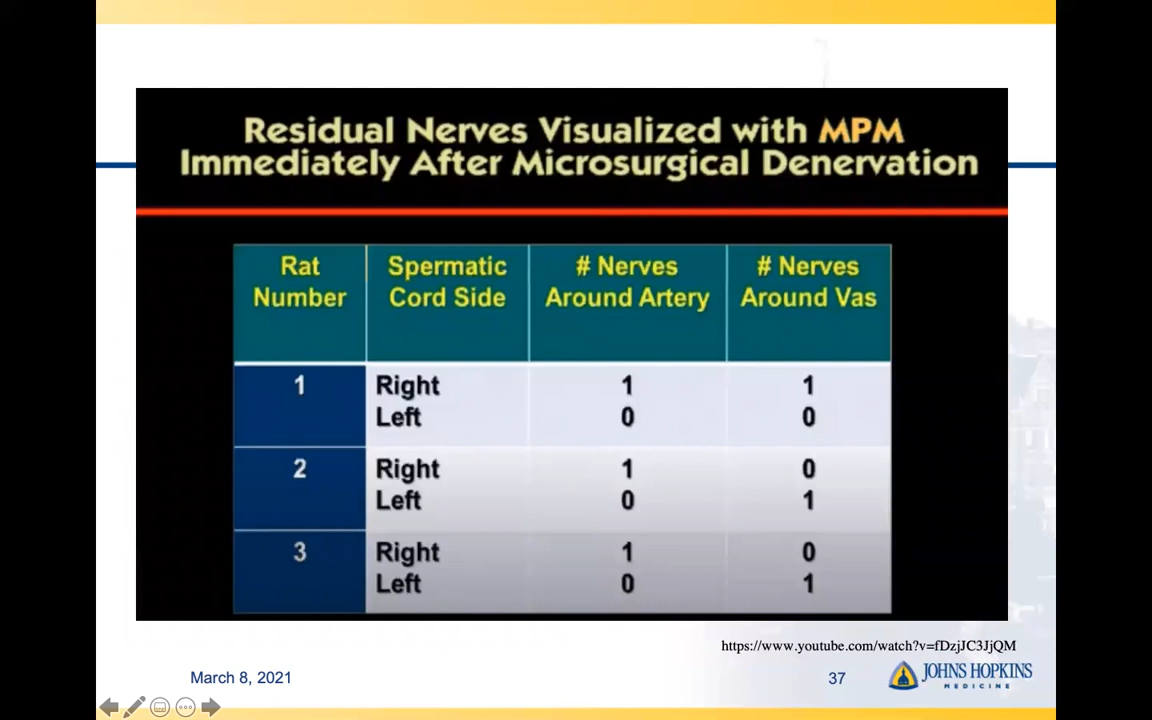 Residual Nerves Visualized with MPM
Immediately After Microsurgical Denervation
Rat Number Spermatic Cord Side # Nerves Around Artery # Nerves Around Vas
1 Right 1 1
Left 0 0
2 Right 1 0
Left 0 1
3 Right 1 0
Left 0 1
https://www.youtube.com/watch?v=fDzjJC3JjQM
March 8, 2021 37 JOHNS HOPKINS
MEDICINE